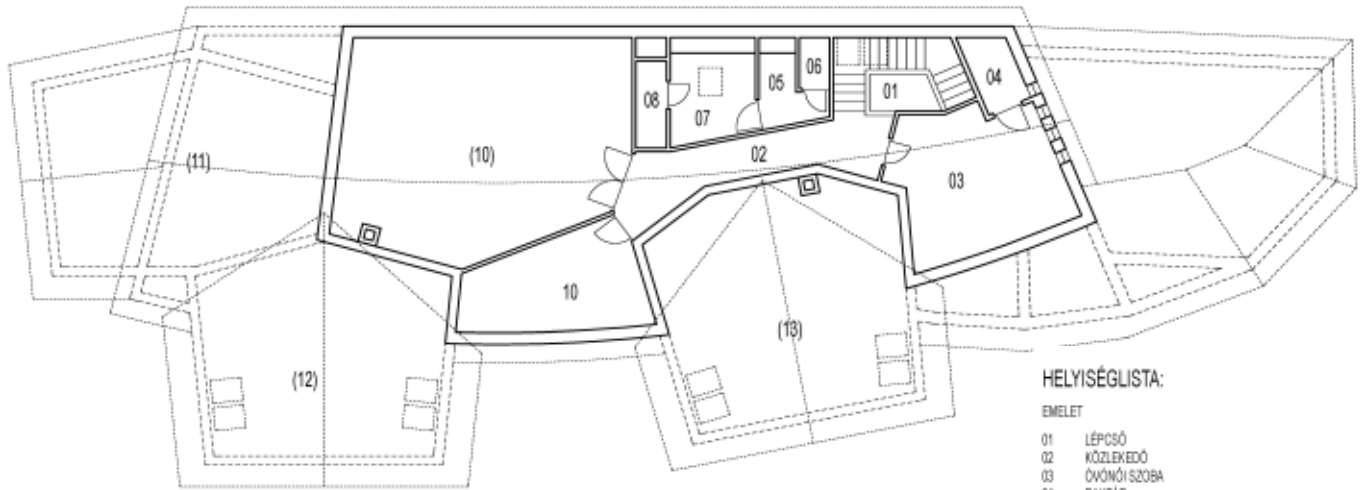 06
04
05
01
08
07
(10)
02
(11)
03
10
(13)
(12)
HELYISÉGLISTA:
EMELET
01 LÉPCSŐ
02 KÖZLEKEDŐ
03 ÓVÓNŐI SZOBA